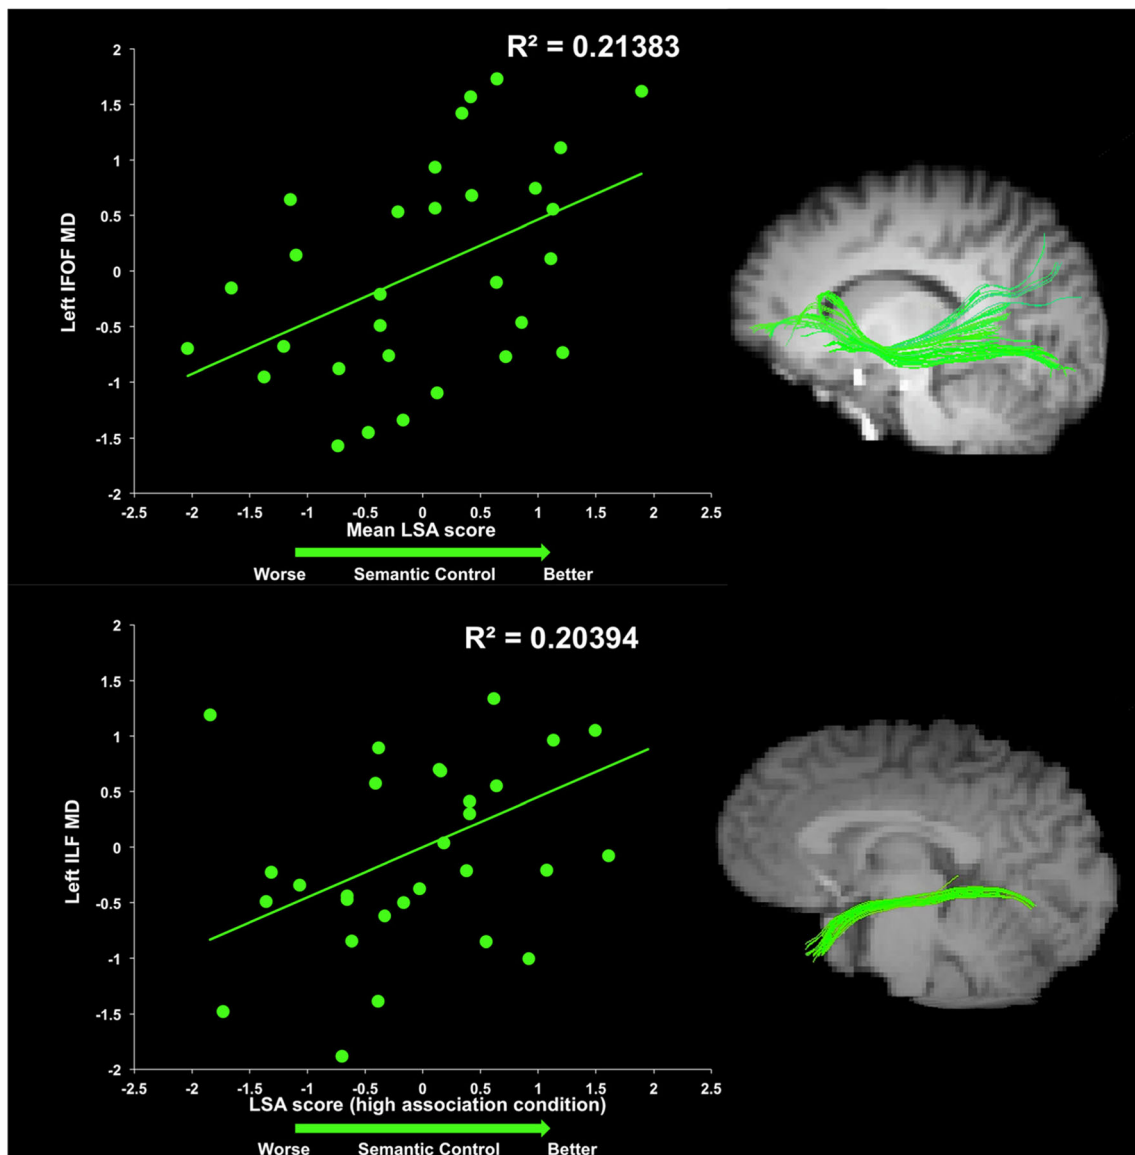 R² = 0.21383
2
1.5
1
0.5
0
-0.5
-1
-1.5
-2
Left IFOF MD
-2.5 -2 -1.5 -1 -0.5 0 0.5 1 1.5 2 2.5
Mean LSA score
Worse Semantic Control Better
R² = 0.20394
2
1.5
1
0.5
0
-0.5
-1
-1.5
-2
Left ILF MD
-2.5 -2 -1.5 -1 -0.5 0 0.5 1 1.5 2 2.5
LSA score (high association condition)
Worse Semantic Control Better